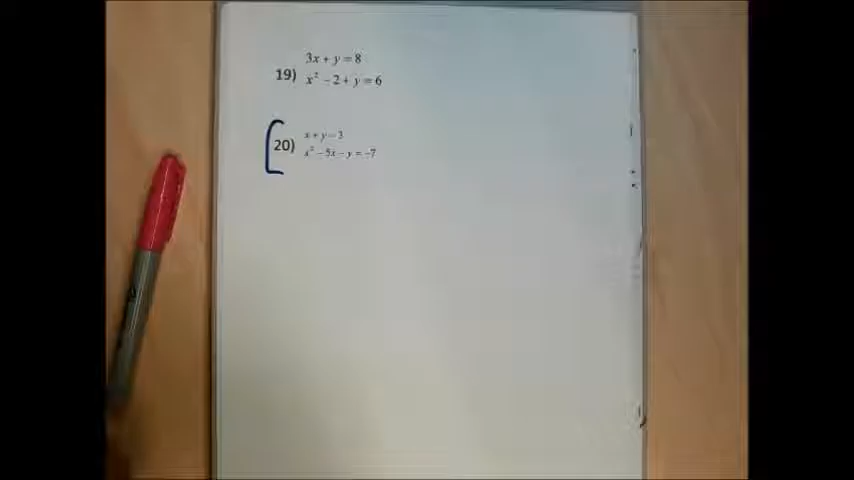 3x + y = 8
19) x² - 2 + y = 6
x + y = 3
20) x² - 5x - y = -7